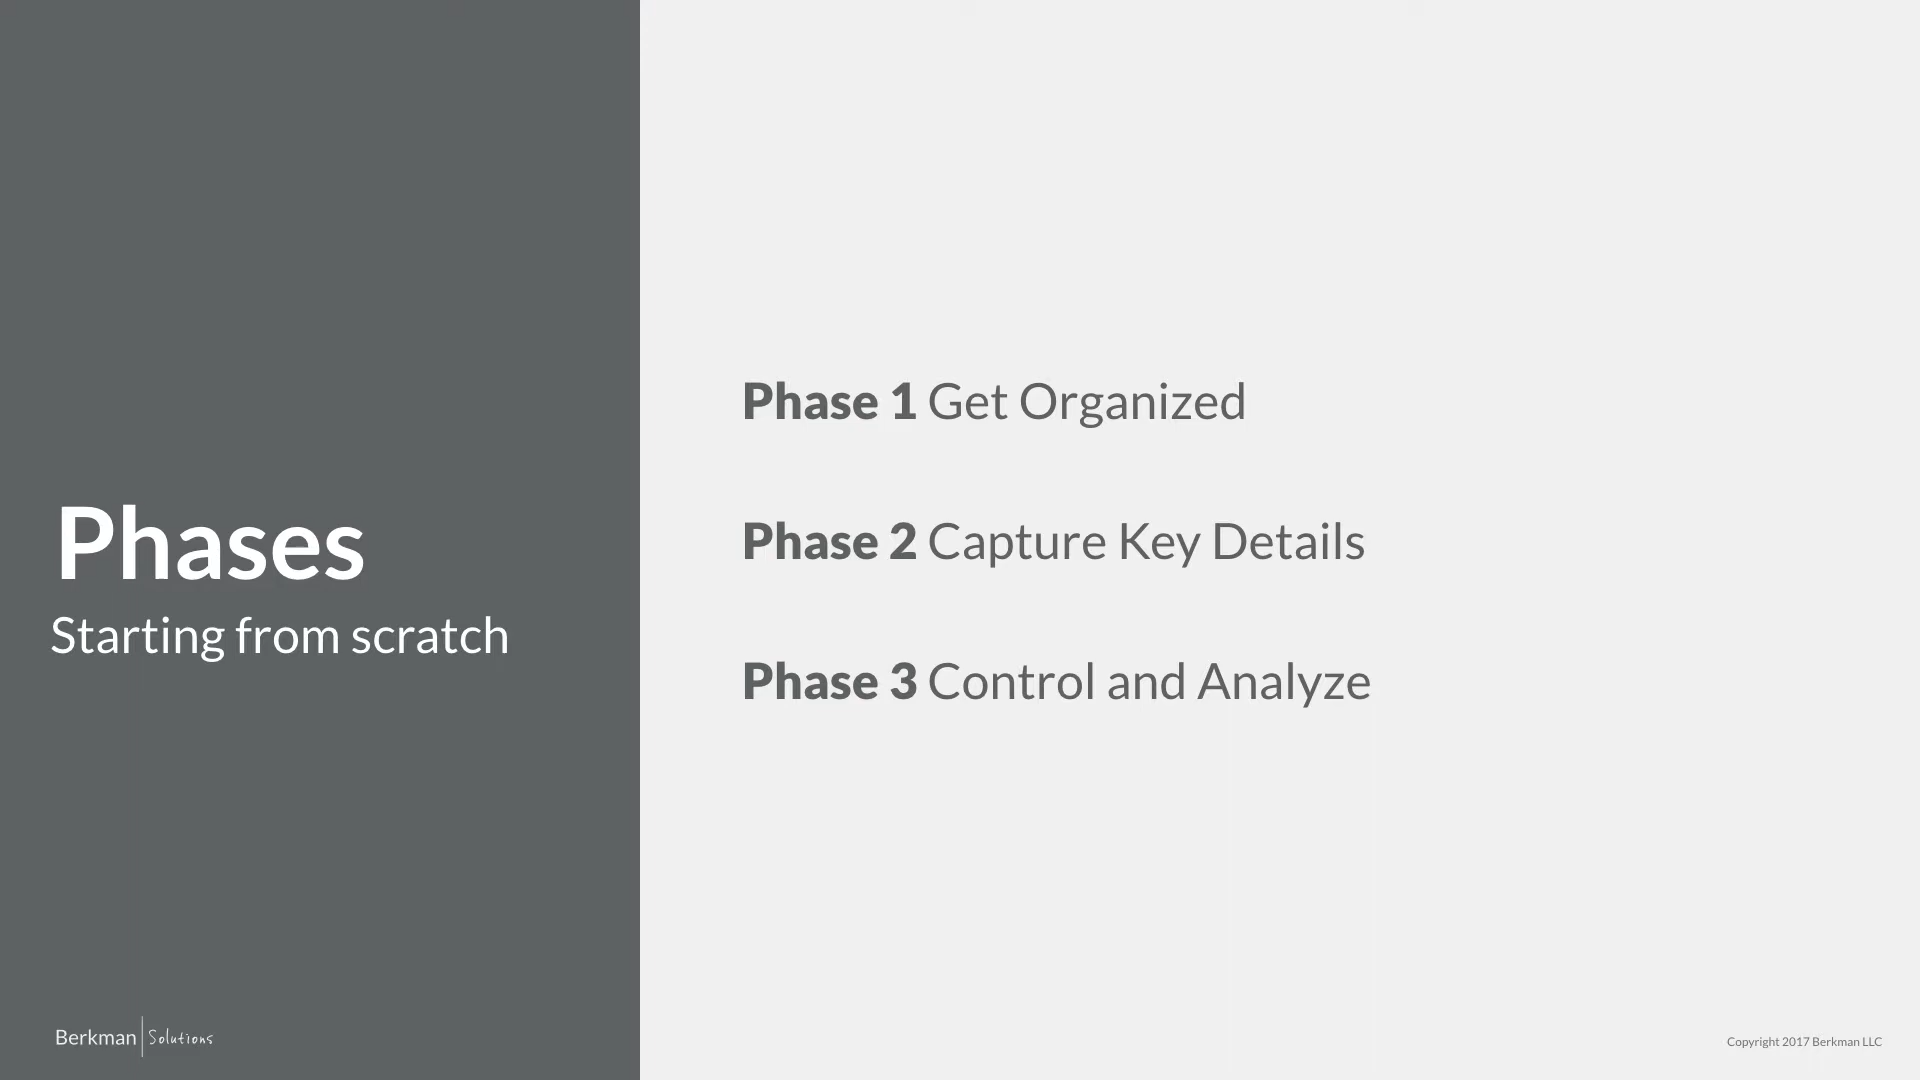 Phases
Starting from scratch
Phase 1 Get Organized
Phase 2 Capture Key Details
Phase 3 Control and Analyze
Berkman Solutions
Copyright 2017 Berkman LLC